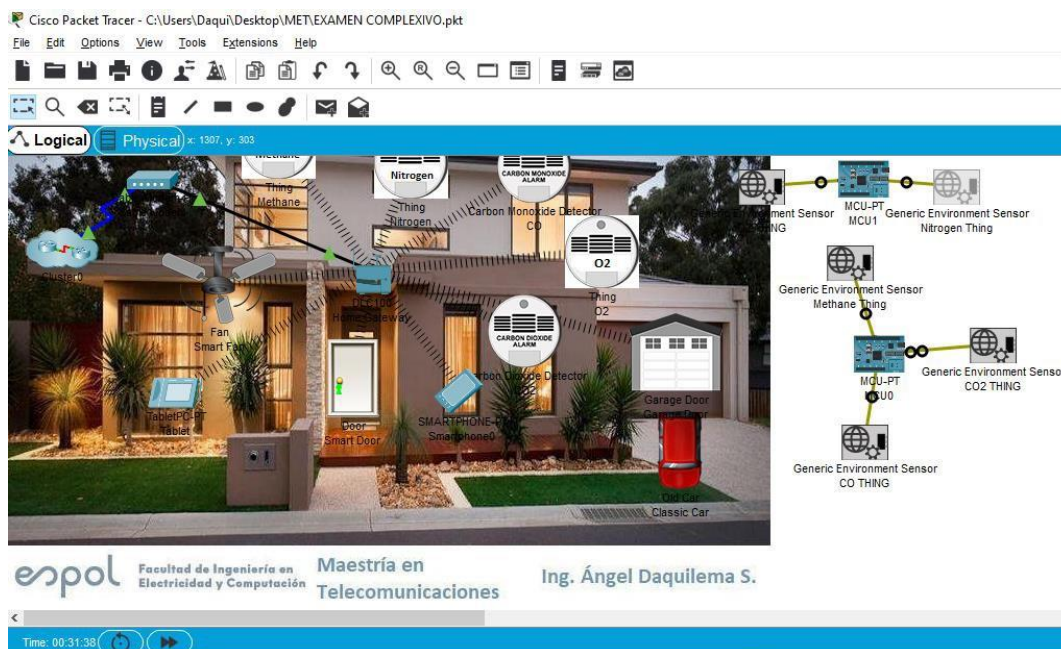 Cisco Packet Tracer - C:\Users\Daqui\Desktop\MET\EXAMEN COMPLEXIVO.pkt
File Edit Options View Tools Extensions Help
Logical Physical x: 1307, y: 303
Methane
Thing
Methane
Nitrogen
Thing
Nitrogen
CARBON MONOXIDE
ALARM
Carbon Monoxide Detector
CO
O2
Thing
O2
Cluster0
Home Gateway
Fan
Smart Fan
CARBON DIOXIDE
ALARM
Carbon Dioxide Detector
TabletPC-PT
Tablet
Door
Smart Door
Smartphone0
Garage Door
Old Car
Classic Car
Generic Environment Sensor
MCU-PT
MCU1
Generic Environment Sensor
Nitrogen Thing
Generic Environment Sensor
Methane Thing
MCU-PT
MCU0
Generic Environment Senso
CO2 THING
Generic Environment Sensor
CO THING
espol
Facultad de Ingeniería en
Electricidad y Computación
Maestría en
Telecomunicaciones
Ing. Ángel Daquilema S.
Time: 00:31:38